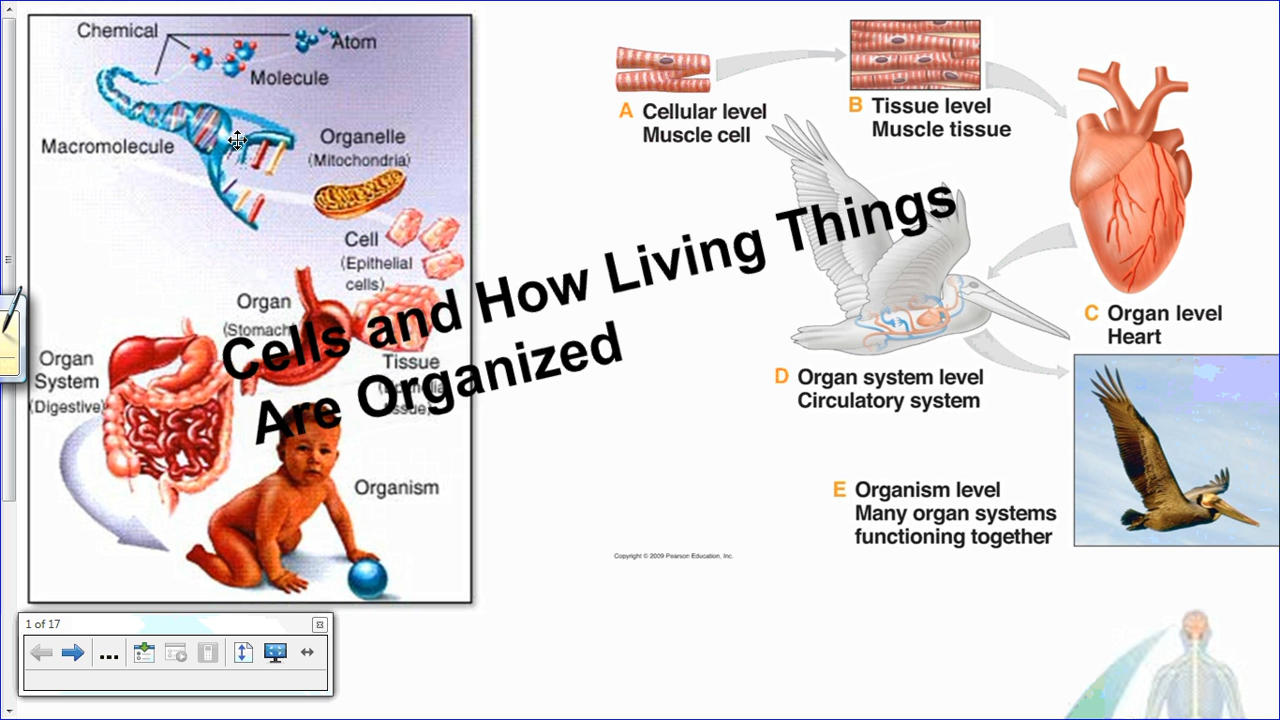 Chemical
Atom
Molecule
Macromolecule
Organelle
(Mitochondria)
Cell
(Epithelial
cells)
Organ
(Stomach
Tissue
Organ
System
(Digestive)
Organism
Cells and How Living Things
Are Organized
A Cellular level
Muscle cell
B Tissue level
Muscle tissue
C Organ level
Heart
D Organ system level
Circulatory system
E Organism level
Many organ systems
functioning together
Copyright © 2009 Pearson Education, Inc.
1 of 17
...